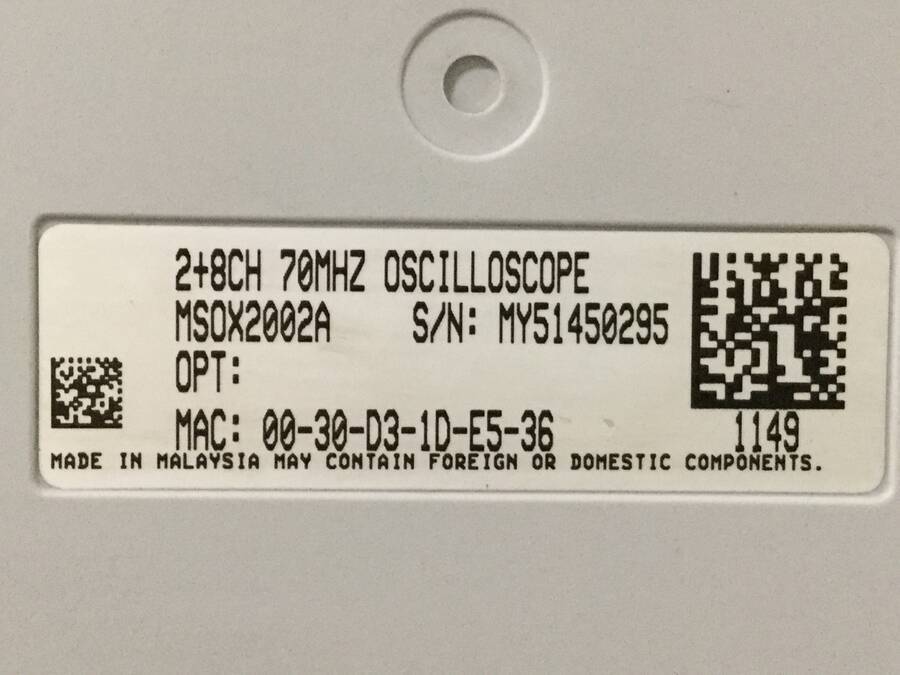 2+8CH 70MHZ OSCILLOSCOPE
MSOX2002A S/N: MY51450295
OPT:
MAC: 00-30-D3-1D-E5-36
1149
MADE IN MALAYSIA MAY CONTAIN FOREIGN OR DOMESTIC COMPONENTS.